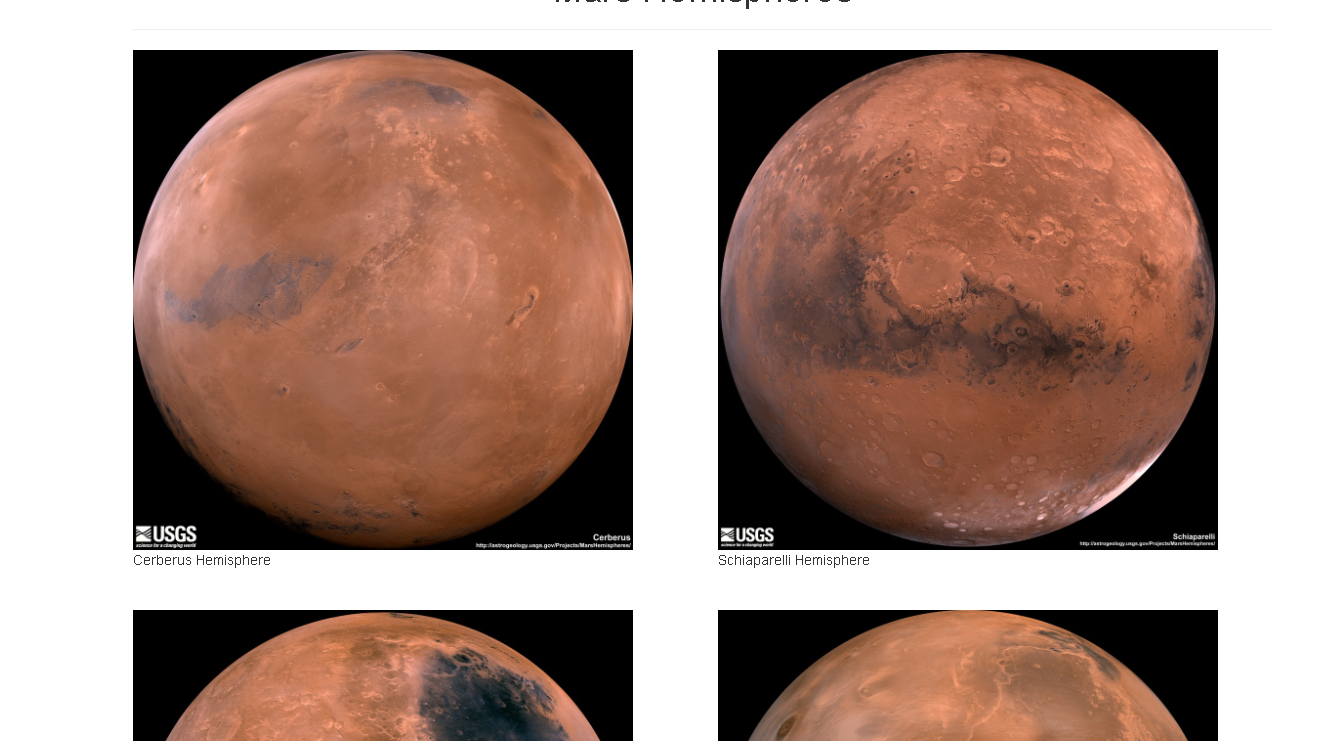 Mars Hemispheres
USGS
science for a changing world
Cerberus
http://astrogeology.usgs.gov/Projects/MarsHemispheres/
Cerberus Hemisphere
USGS
science for a changing world
Schiaparelli
http://astrogeology.usgs.gov/Projects/MarsHemispheres/
Schiaparelli Hemisphere